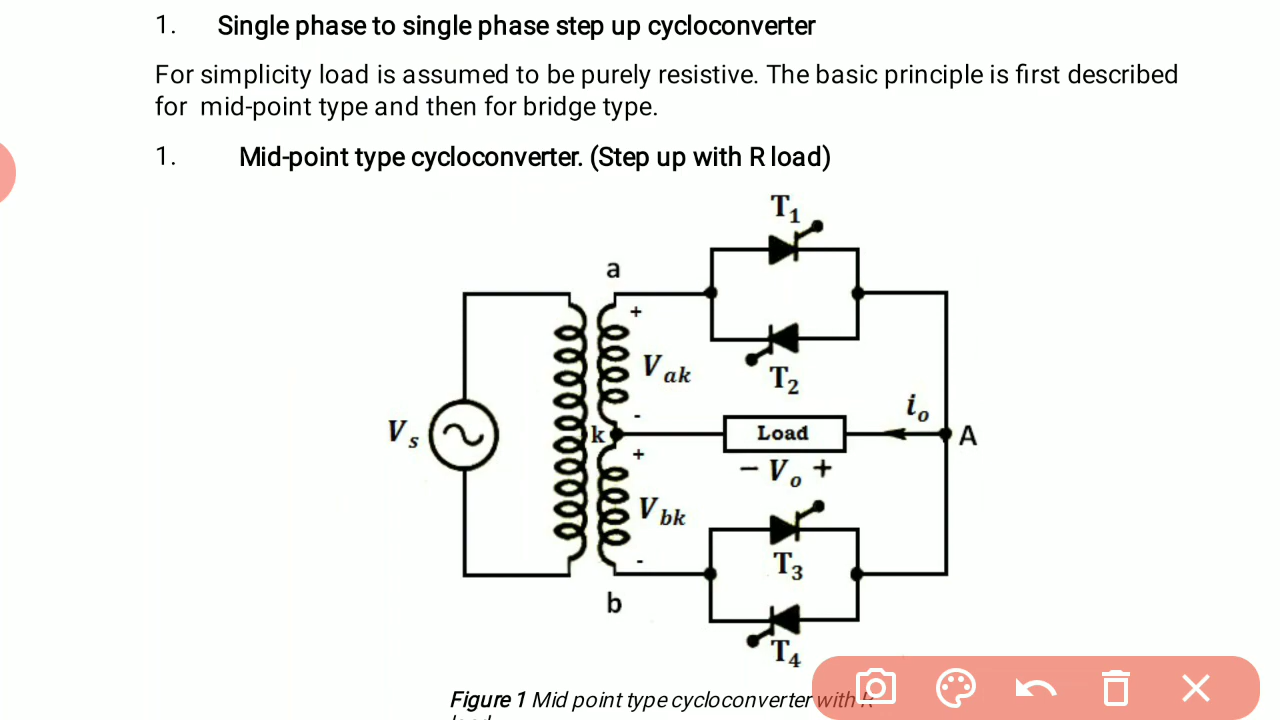 1. Single phase to single phase step up cycloconverter
For simplicity load is assumed to be purely resistive. The basic principle is first described
for mid-point type and then for bridge type.
1. Mid-point type cycloconverter. (Step up with R load)
T1
a
+
Vak
T2
-
io
Vs
k
Load
A
+
- Vo +
Vbk
T3
-
b
T4
Figure 1 Mid point type cycloconverter with R